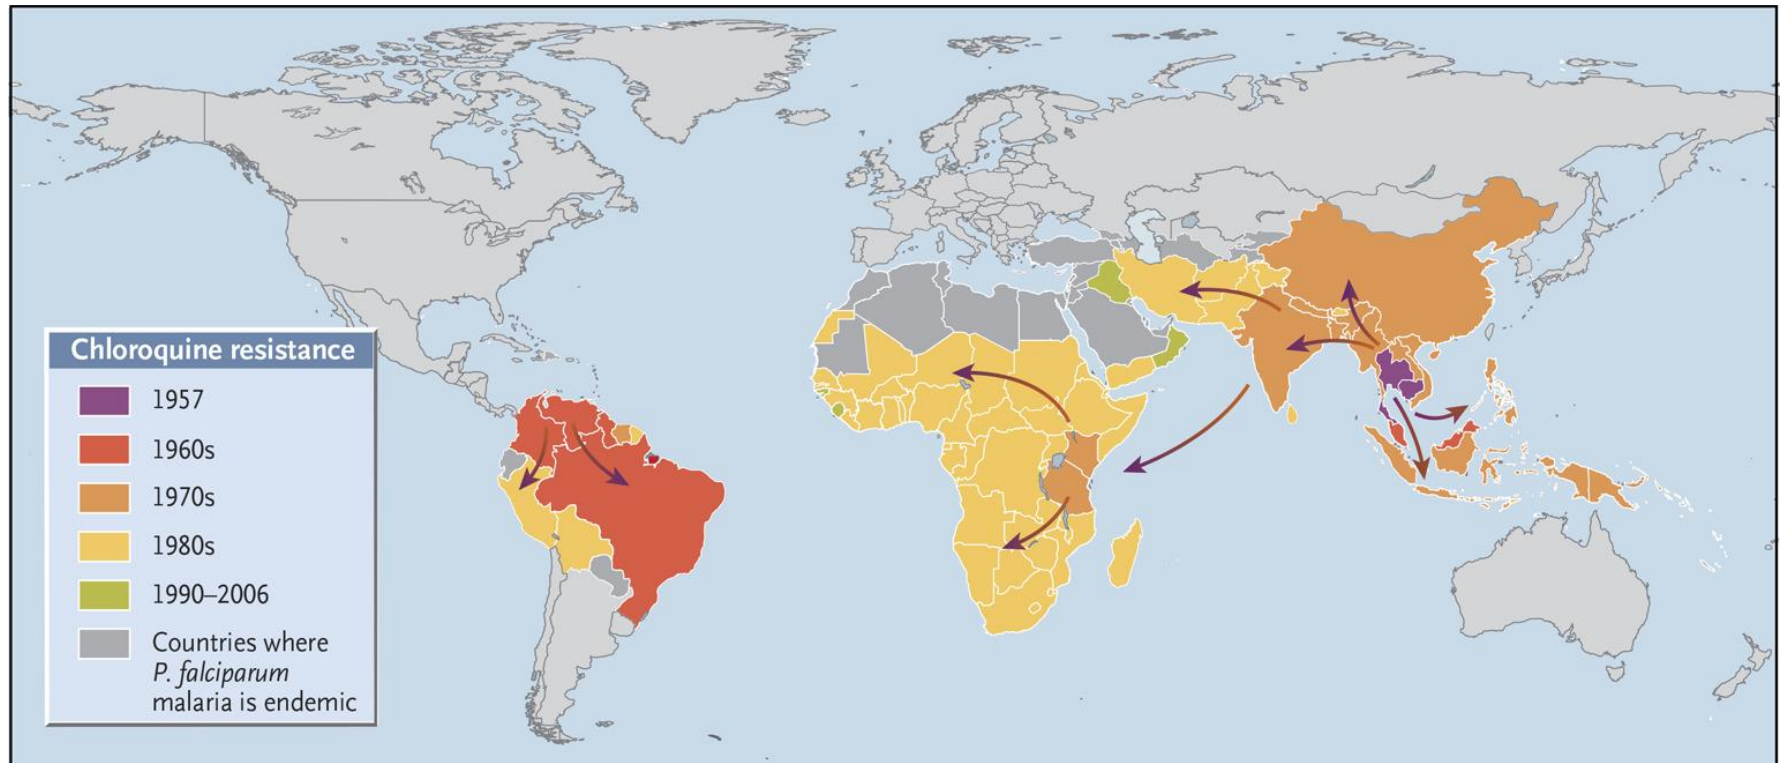 Chloroquine resistance
1957
1960s
1970s
1980s
1990–2006
Countries where
P. falciparum
malaria is endemic